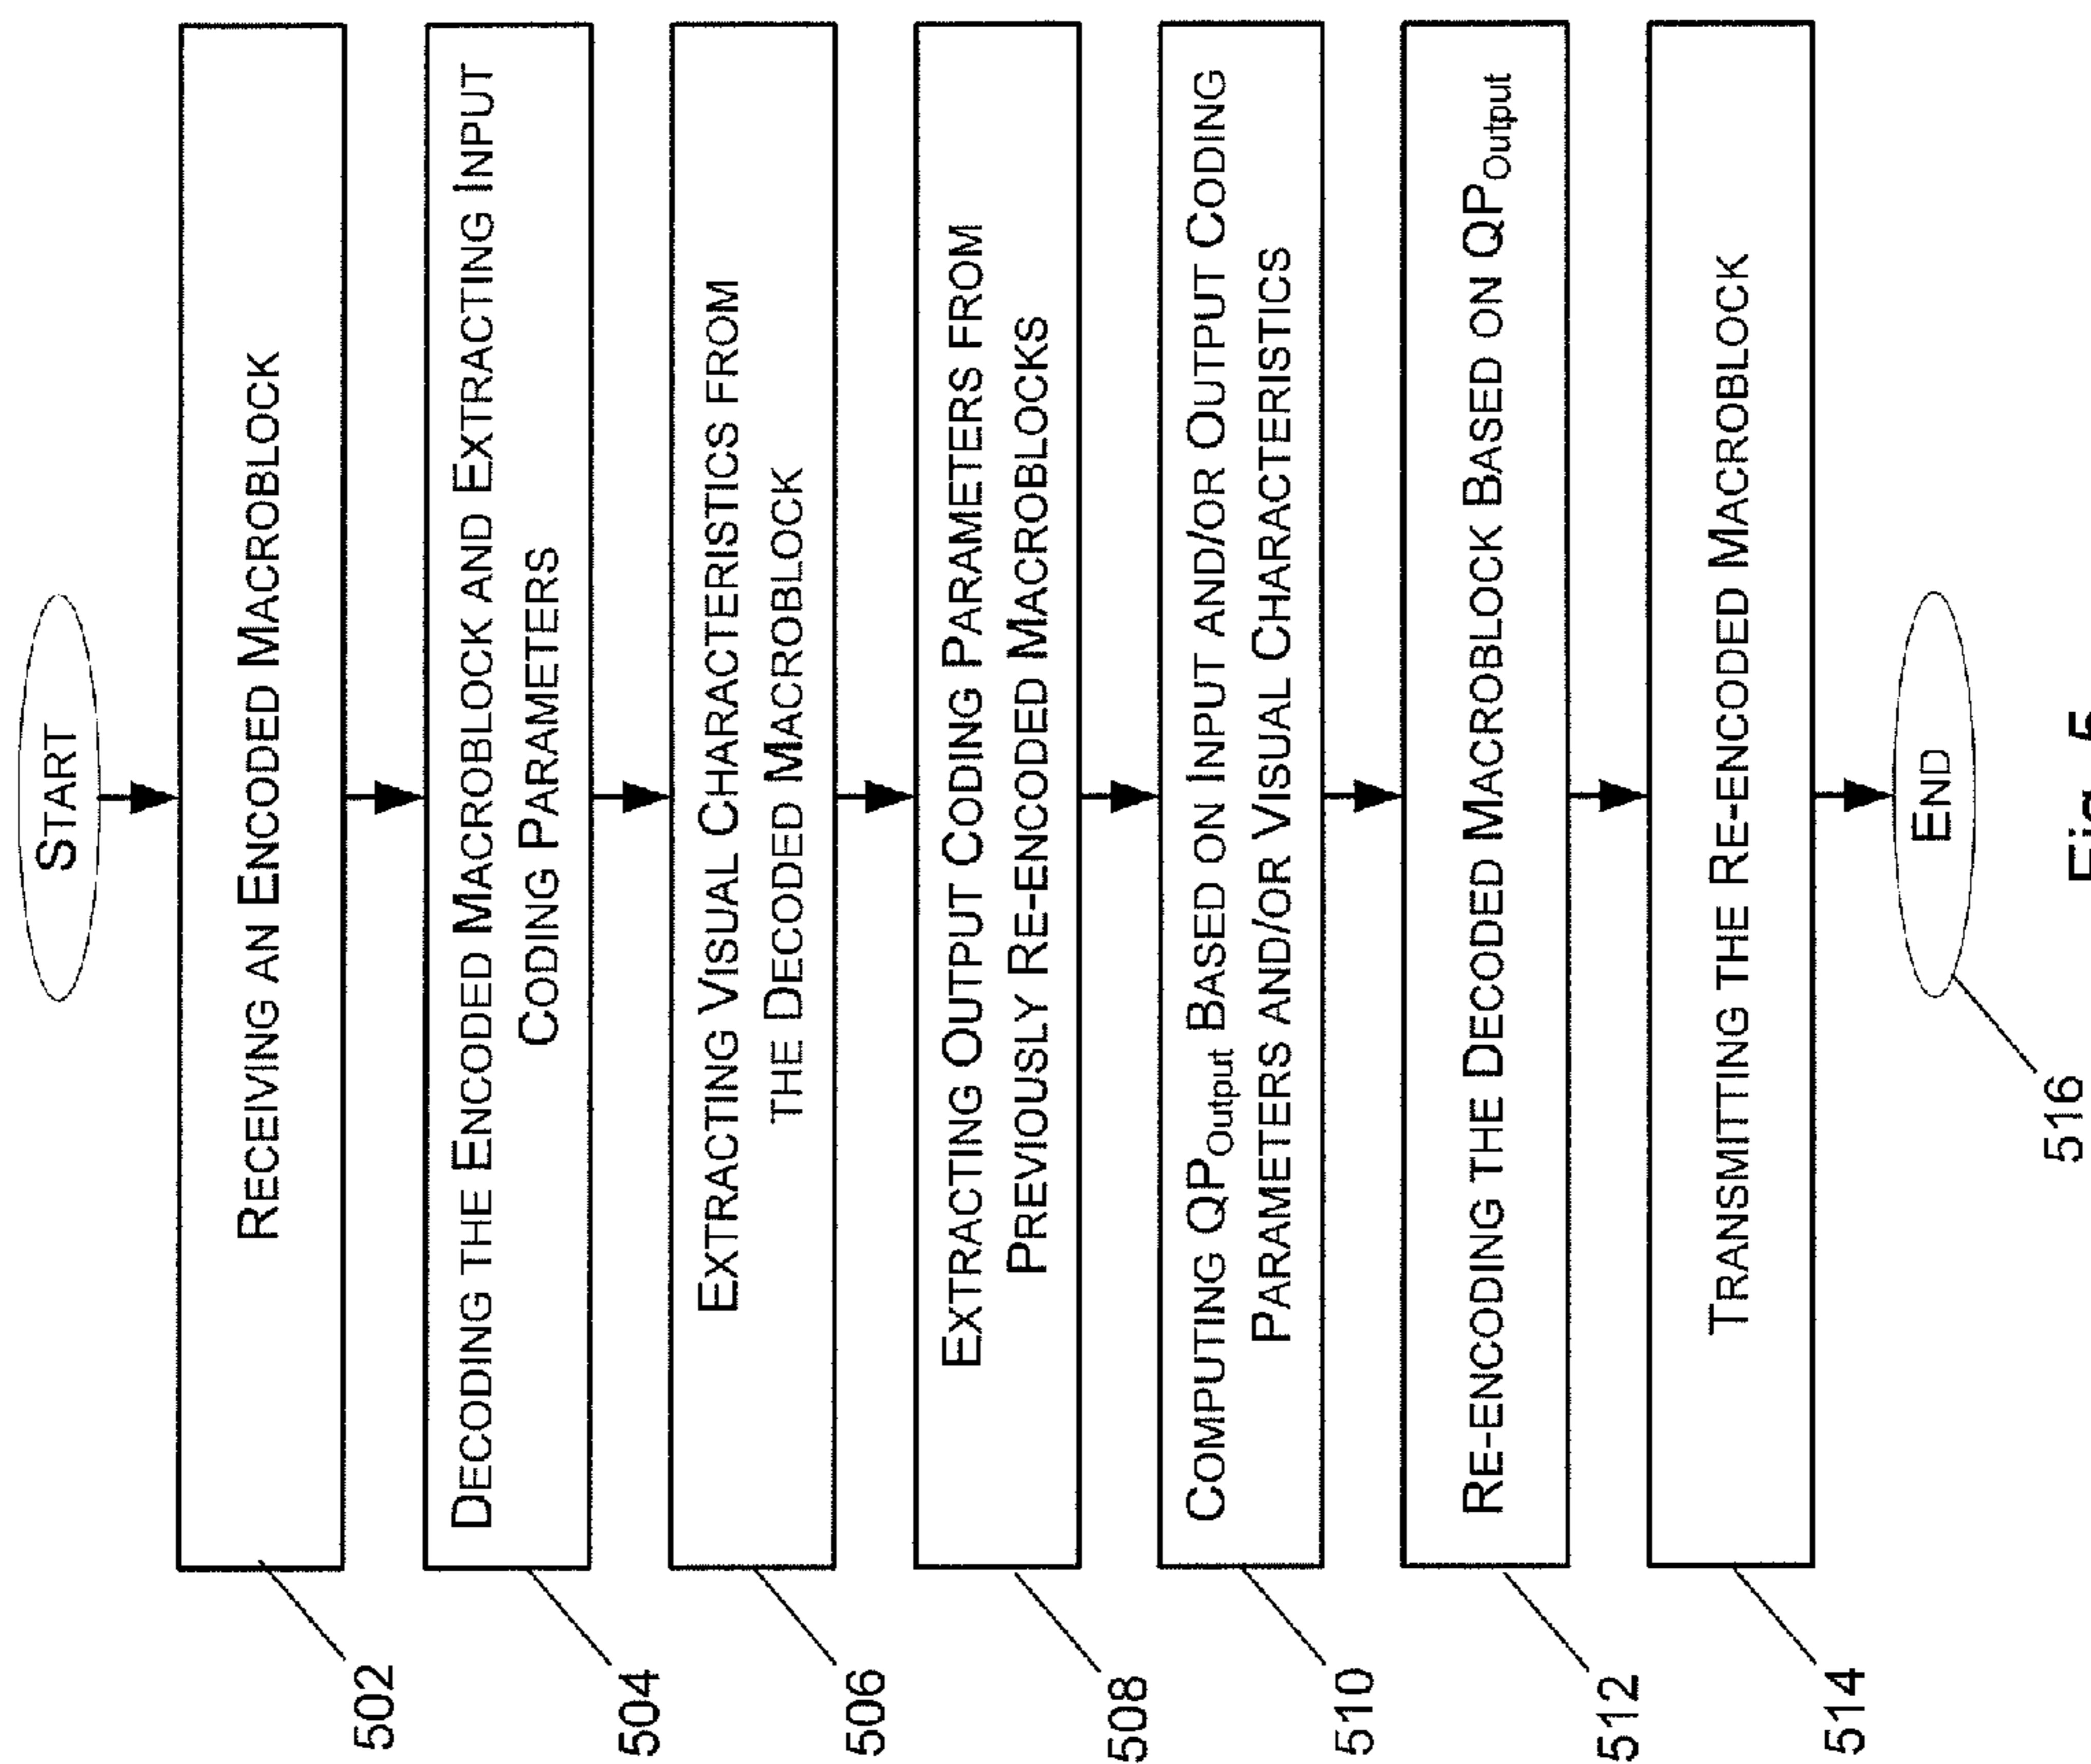 START
RECEIVING AN ENCODED MACROBLOCK
502
DECODING THE ENCODED MACROBLOCK AND EXTRACTING INPUT
CODING PARAMETERS
504
EXTRACTING VISUAL CHARACTERISTICS FROM
THE DECODED MACROBLOCK
506
EXTRACTING OUTPUT CODING PARAMETERS FROM
PREVIOUSLY RE-ENCODED MACROBLOCKS
508
COMPUTING QPOutput BASED ON INPUT AND/OR OUTPUT CODING
PARAMETERS AND/OR VISUAL CHARACTERISTICS
510
RE-ENCODING THE DECODED MACROBLOCK BASED ON QPOutput
512
TRANSMITTING THE RE-ENCODED MACROBLOCK
514
END
516
Fig. 5